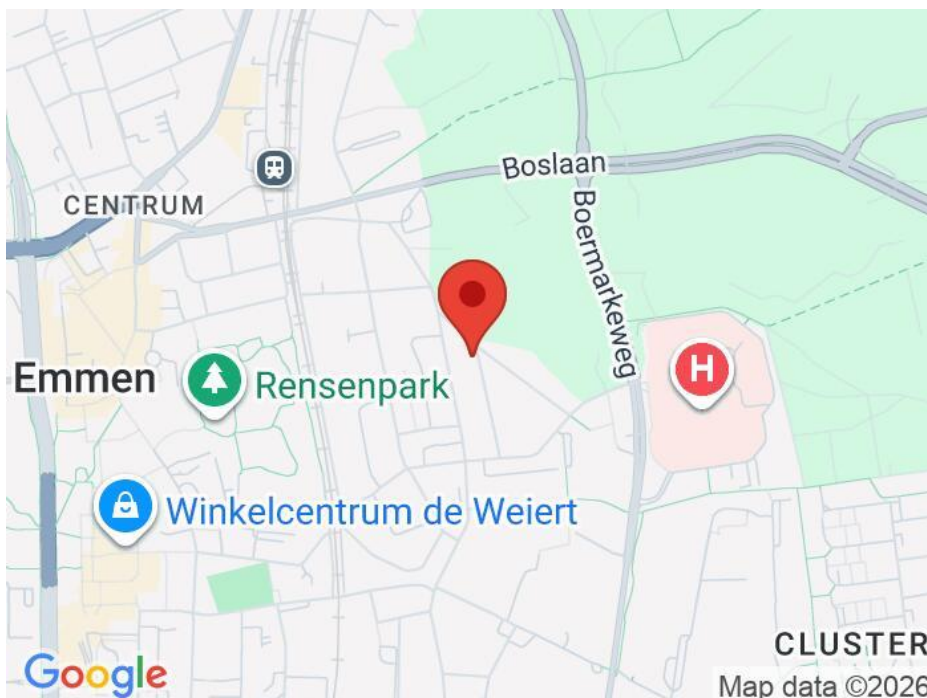 Boslaan
CENTRUM
Boermarkeweg
Emmen
Rensenpark
H
Winkelcentrum de Weiert
CLUSTER
Google
Map data ©2026